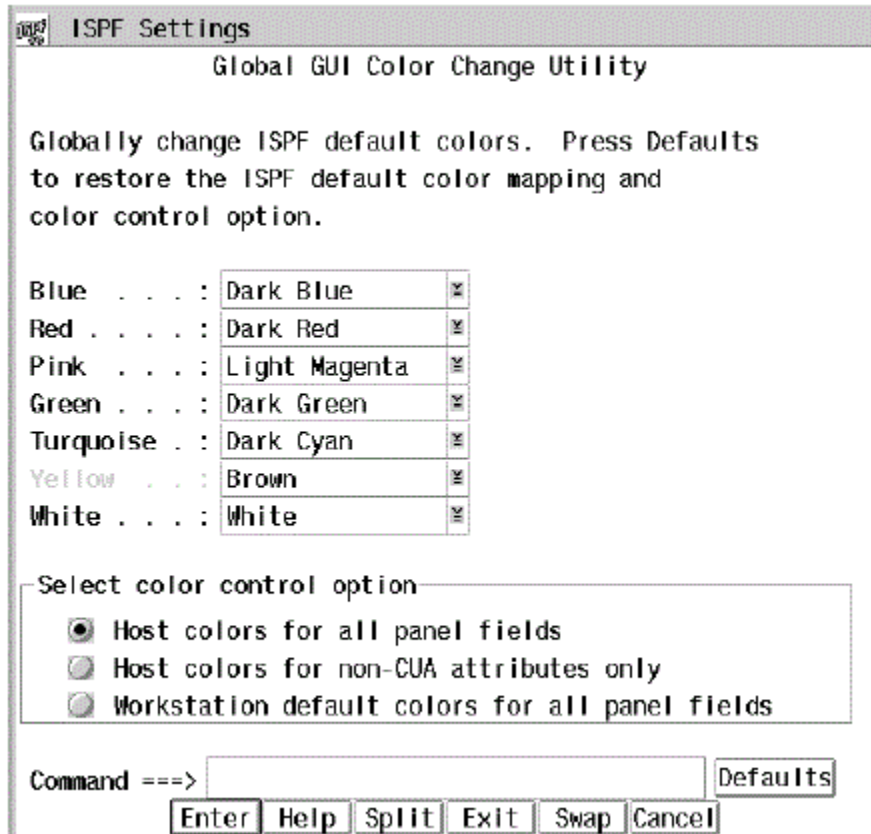 ISPF Settings
Global GUI Color Change Utility
Globally change ISPF default colors.  Press Defaults
to restore the ISPF default color mapping and
color control option.
Blue  . . . : Dark Blue
Red . . . . : Dark Red
Pink  . . . : Light Magenta
Green . . . : Dark Green
Turquoise . : Dark Cyan
Yellow  . . : Brown
White . . . : White
Select color control option
Host colors for all panel fields
Host colors for non-CUA attributes only
Workstation default colors for all panel fields
Command ===> Defaults
Enter Help Split Exit Swap Cancel